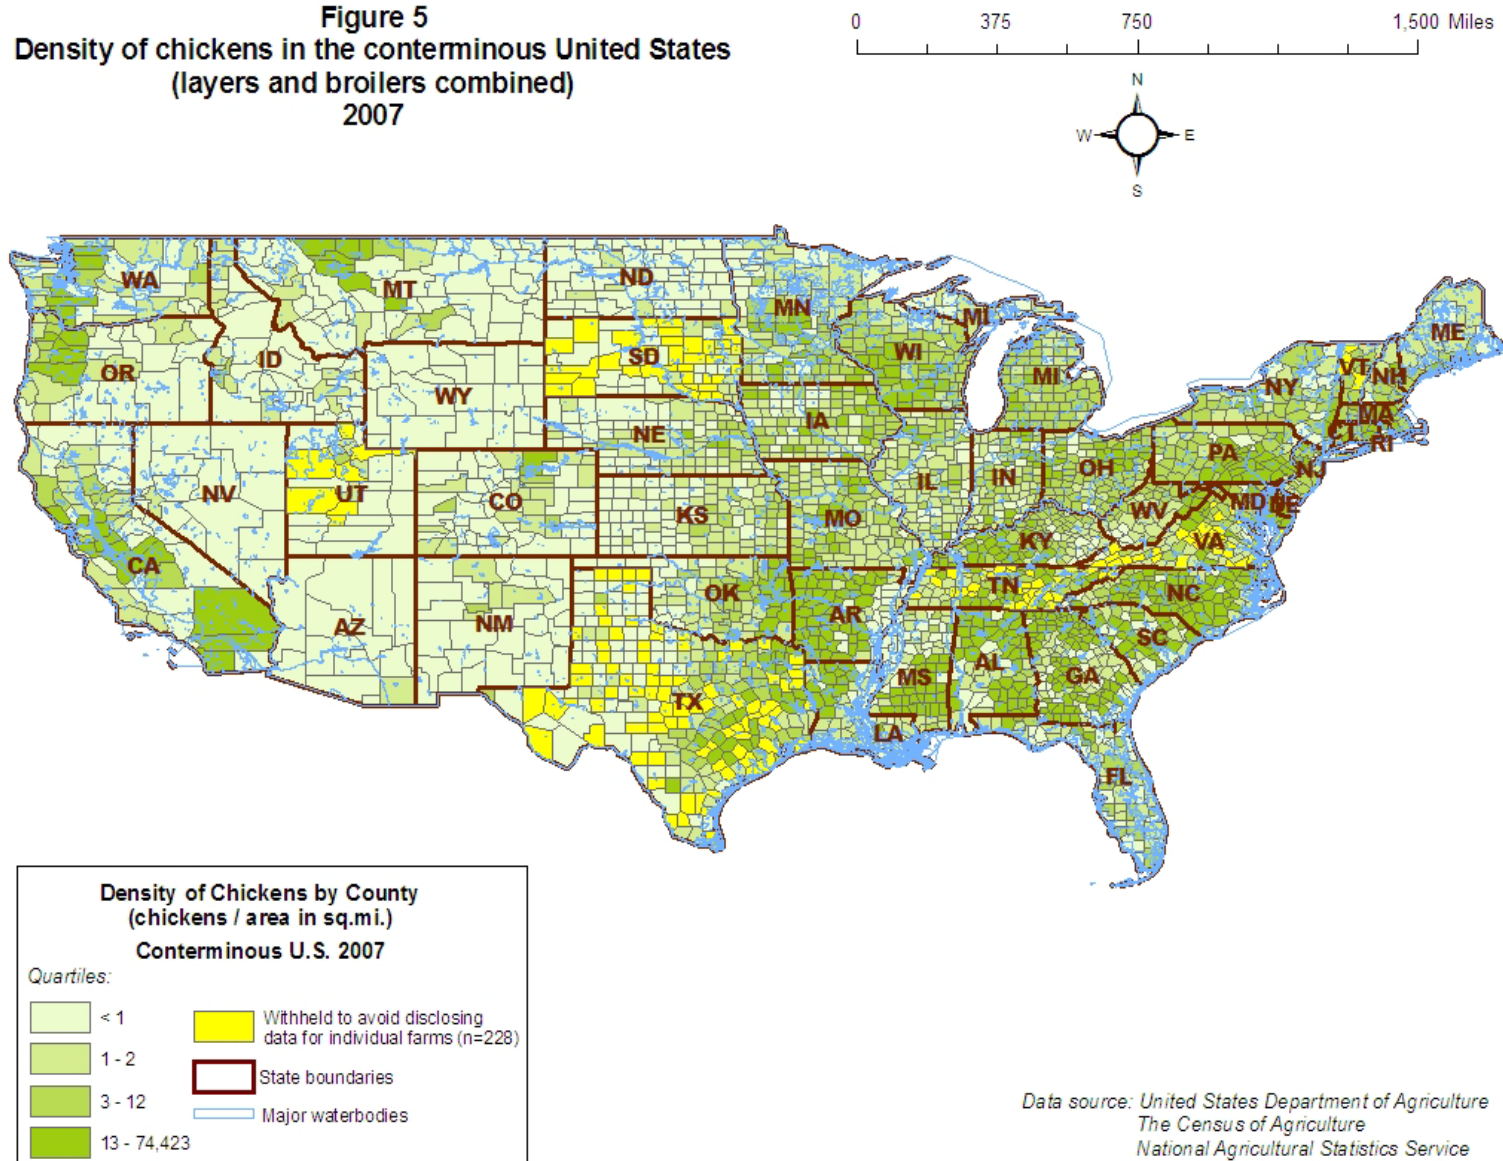 Figure 5
Density of chickens in the conterminous United States
(layers and broilers combined)
2007
0 375 750 1,500 Miles
N
W E
S
WA
MT
ND
MN
MI
ME
OR
ID
WY
SD
WI
MI
NY
VT
NH
MA
CT
RI
NV
UT
CO
NE
IA
IL
IN
OH
PA
NJ
CA
KS
MO
KY
WV
MD
DE
VA
AZ
NM
OK
AR
TN
NC
SC
TX
MS
AL
GA
LA
FL
Density of Chickens by County
(chickens / area in sq.mi.)
Conterminous U.S. 2007
Quartiles:
< 1
1 - 2
3 - 12
13 - 74,423
Withheld to avoid disclosing
data for individual farms (n=228)
State boundaries
Major waterbodies
Data source: United States Department of Agriculture
The Census of Agriculture
National Agricultural Statistics Service